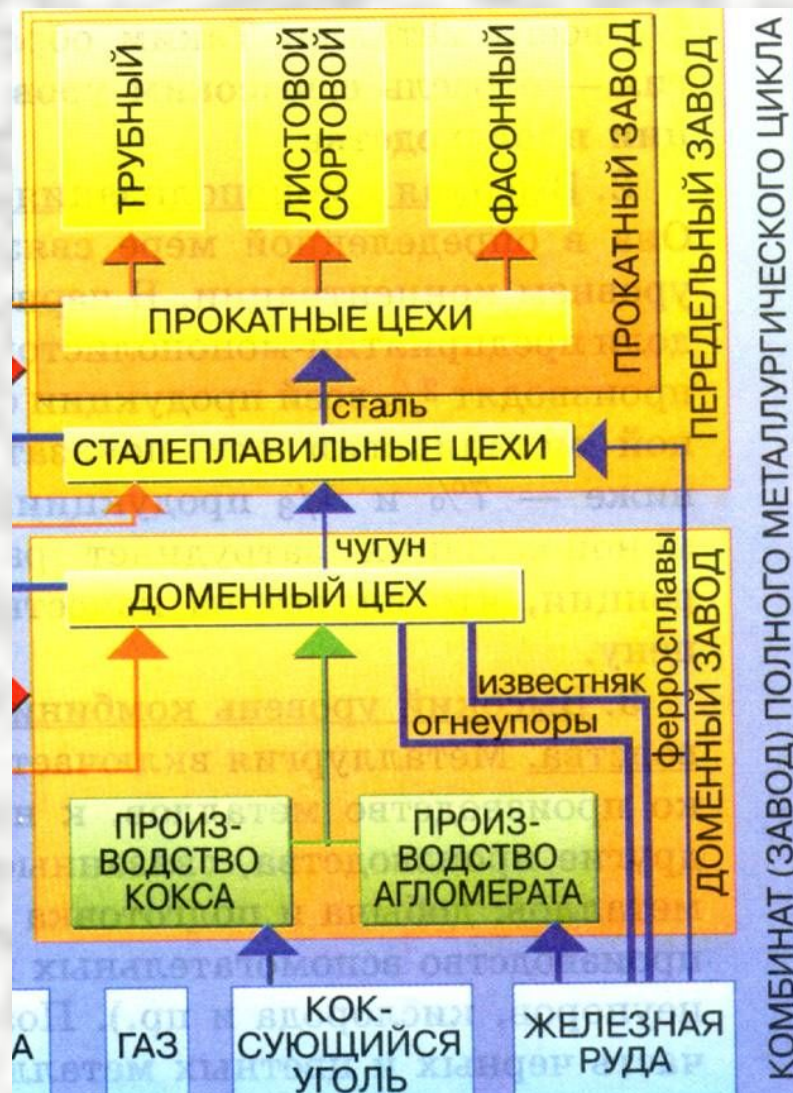 ТРУБНЫЙ
ЛИСТОВОЙ
СОРТОВОЙ
ФАСОННЫЙ
ПРОКАТНЫЕ ЦЕХИ
сталь
СТАЛЕПЛАВИЛЬНЫЕ ЦЕХИ
чугун
ДОМЕННЫЙ ЦЕХ
известняк
огнеупоры
ферросплавы
ПРОИЗ-
ВОДСТВО
КОКСА
ПРОИЗ-
ВОДСТВО
АГЛОМЕРАТА
А
ГАЗ
КОК-
СУЮЩИЙСЯ
УГОЛЬ
ЖЕЛЕЗНАЯ
РУДА
ПРОКАТНЫЙ ЗАВОД
ПЕРЕДЕЛЬНЫЙ ЗАВОД
ДОМЕННЫЙ ЗАВОД
КОМБИНАТ (ЗАВОД) ПОЛНОГО МЕТАЛЛУРГИЧЕСКОГО ЦИКЛА